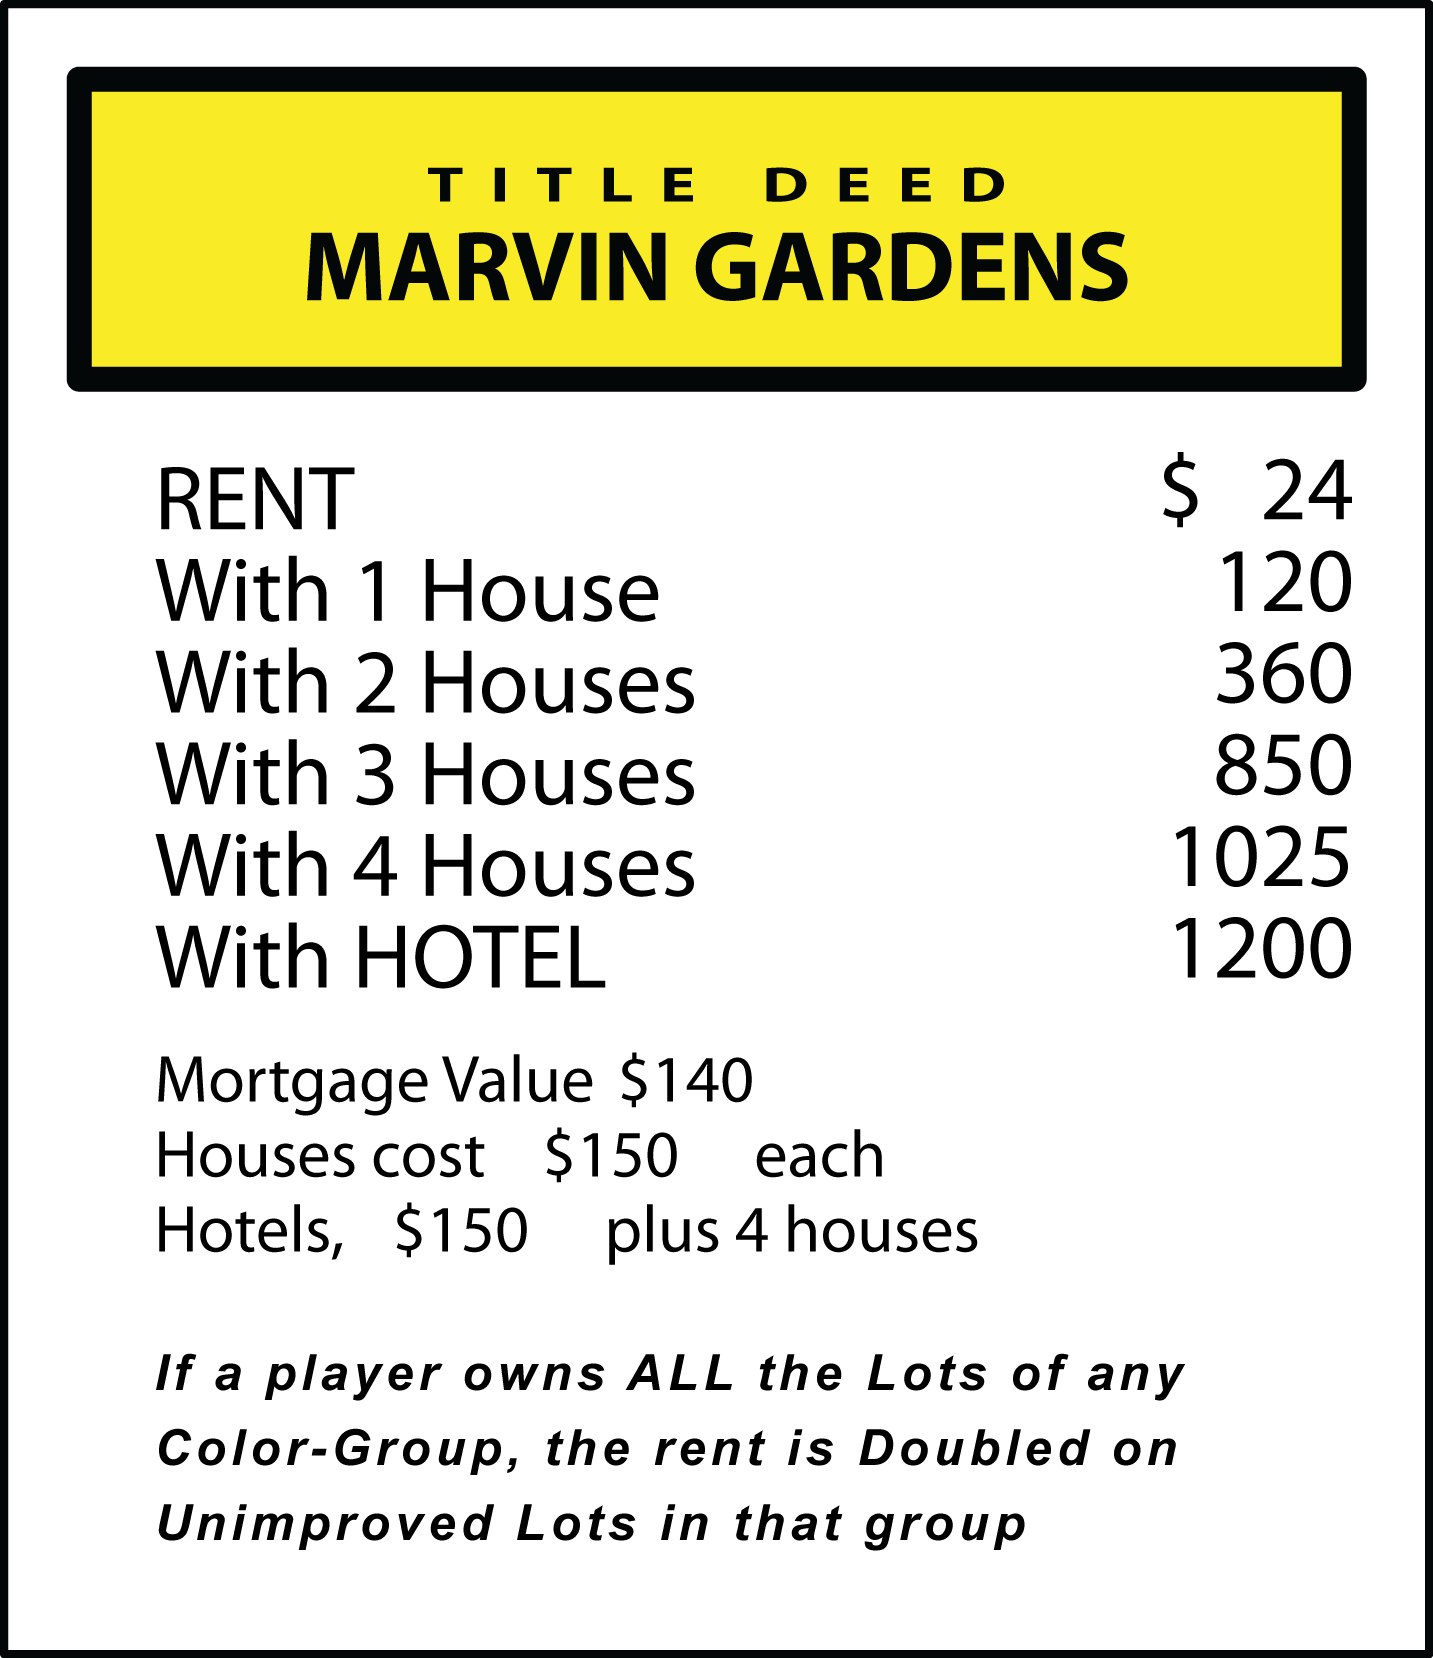 TITLE DEED
MARVIN GARDENS
RENT $ 24
With 1 House 120
With 2 Houses 360
With 3 Houses 850
With 4 Houses 1025
With HOTEL 1200
Mortgage Value $140
Houses cost $150 each
Hotels, $150 plus 4 houses
If a player owns ALL the Lots of any
Color-Group, the rent is Doubled on
Unimproved Lots in that group